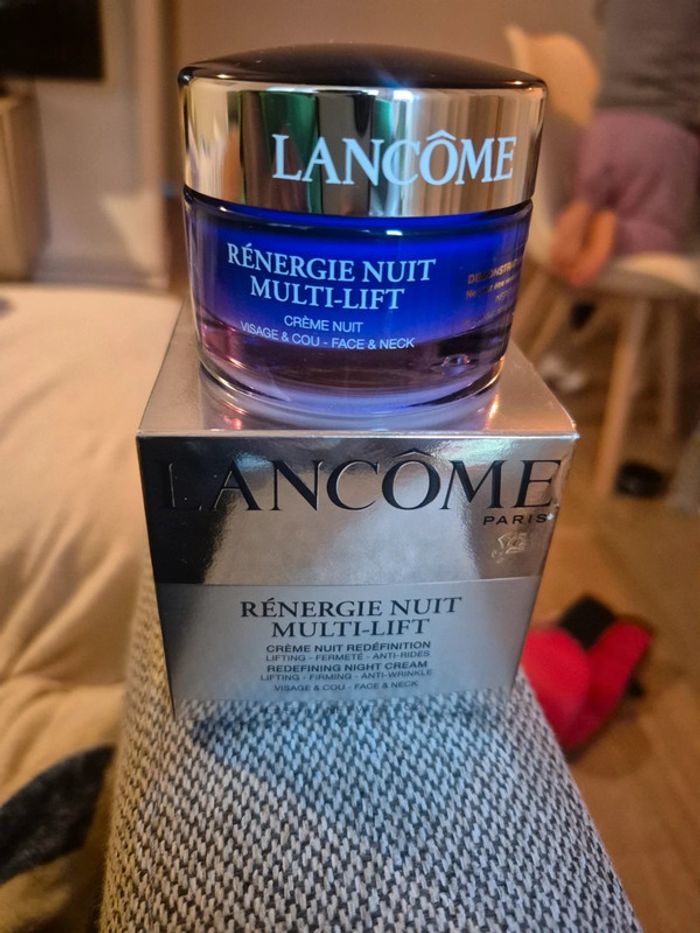 LANCÔME
RÉNERGIE NUIT
MULTI-LIFT
CRÈME NUIT
VISAGE & COU - FACE & NECK
LANCÔME
PARIS
RÉNERGIE NUIT
MULTI-LIFT
CRÈME NUIT REDÉFINITION
LIFTING - FERMETÉ - ANTI-RIDES
REDEFINING NIGHT CREAM
LIFTING - FIRMING - ANTI-WRINKLE
VISAGE & COU - FACE & NECK